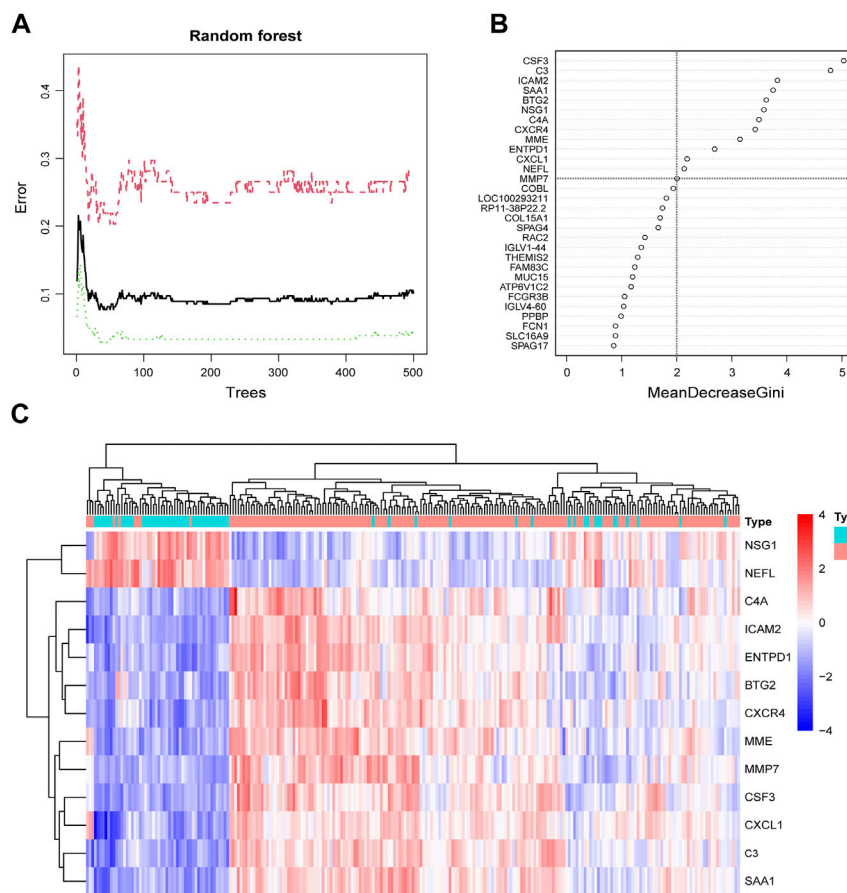 A
Random forest
0.4
0.3
0.2
0.1
Error
0
100
200
300
400
500
Trees
B
CSF3
C3
ICAM2
SAA1
BTG2
NSG1
C4A
CXCR4
MME
ENTPD1
CXCL1
NEFL
MMP7
COBL
LOC100293211
RP11-38P22.2
COL15A1
SPAG4
RAC2
IGLV1-44
THEMIS2
FAM83C
MUC15
ATP6V1C2
FCGR3B
IGLV4-60
PPBP
FCN1
SLC16A9
SPAG17
0
1
2
3
4
5
MeanDecreaseGini
C
Type
NSG1
NEFL
C4A
ICAM2
ENTPD1
BTG2
CXCR4
MME
MMP7
CSF3
CXCL1
C3
SAA1
4
2
0
−2
−4
Ty